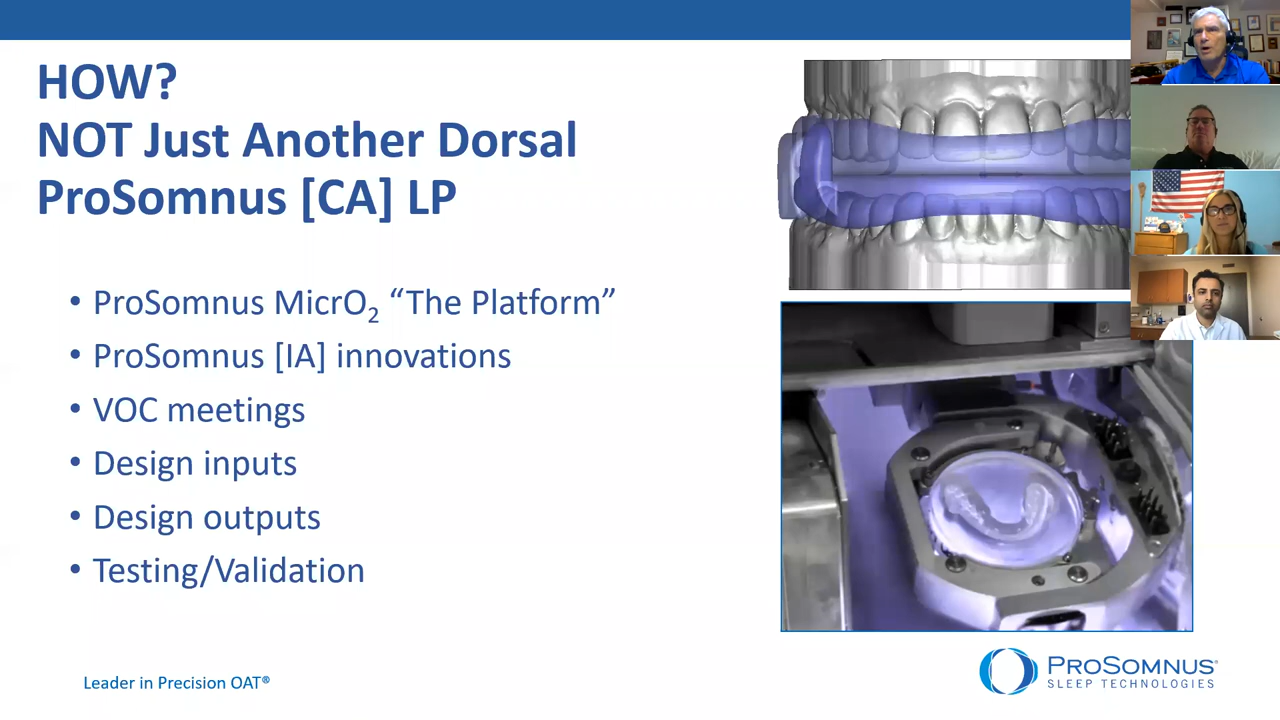 HOW?
NOT Just Another Dorsal
ProSomnus [CA] LP
• ProSomnus MicrO₂ “The Platform”
• ProSomnus [IA] innovations
• VOC meetings
• Design inputs
• Design outputs
• Testing/Validation
Leader in Precision OAT®
PROSOMNUS®
SLEEP TECHNOLOGIES